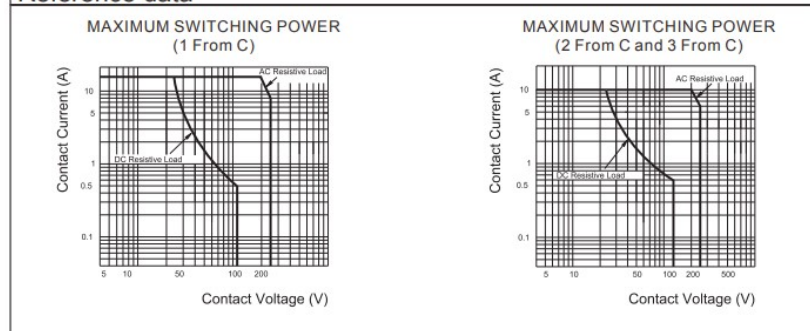 Reference data
MAXIMUM SWITCHING POWER
(1 From C)
Contact Current (A)
10
5
1
0.5
0.1
AC Resistive Load
DC Resistive Load
5 10 50 100 200
Contact Voltage (V)
MAXIMUM SWITCHING POWER
(2 From C and 3 From C)
Contact Current (A)
10
5
1
0.5
0.1
AC Resistive Load
DC Resistive Load
5 10 50 100 200 500
Contact Voltage (V)